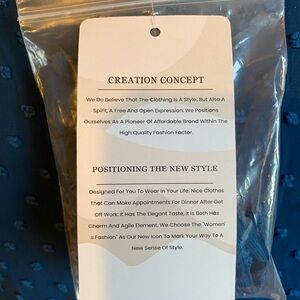 CREATION CONCEPT
We Do Believe That The Clothing Is A Style, But Also A
Spirit, A Free And Open Expression. We Positions
Ourselves As A Pioneer Of Affordable Brand Within The
High Quality Fashion Factor.
POSITIONING THE NEW STYLE
Designed For You To Wear In Your Life. Nice Clothes
That Can Make Appointments For Dinner After Get
Off Work. It Has The Elegant Taste, It Is Both Has
Charm And Agile Element. We Choose The "Women'
s Fashion" As Our New Icon To Mark Your Way To A
New Sense Of Style.